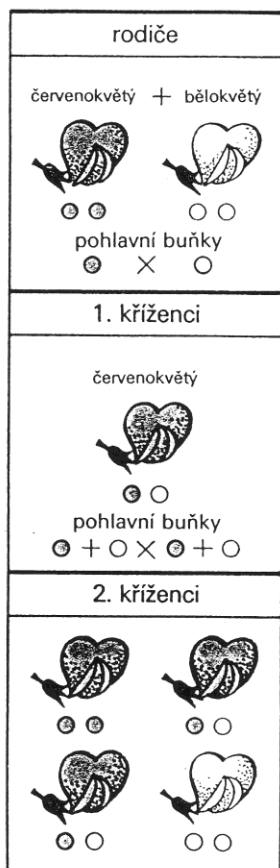 rodiče
červenokvětý + bělokvětý
pohlavní buňky
×
1. kříženci
červenokvětý
pohlavní buňky
+ × +
2. kříženci